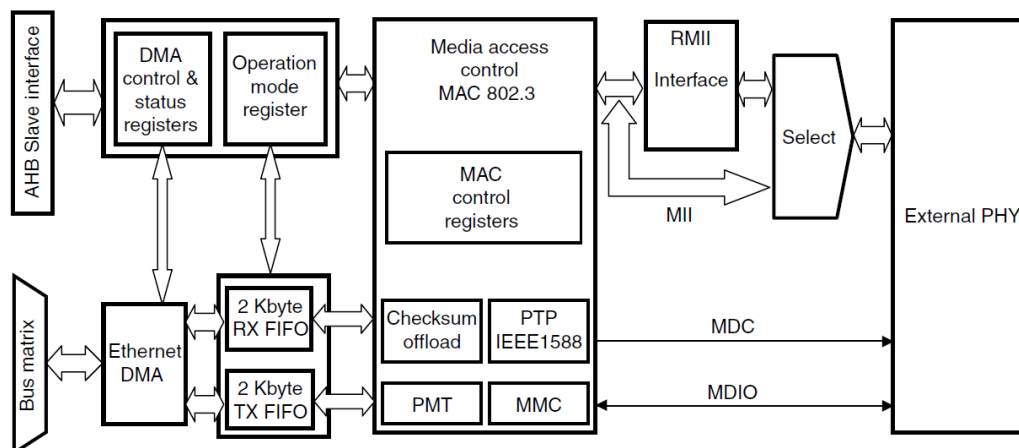 AHB Slave interface
DMA
control &
status
registers
Operation
mode
register
Media access
control
MAC 802.3
RMII
Interface
Select
External PHY
MAC
control
registers
MII
Bus matrix
Ethernet
DMA
2 Kbyte
RX FIFO
2 Kbyte
TX FIFO
Checksum
offload
PTP
IEEE1588
PMT
MMC
MDC
MDIO